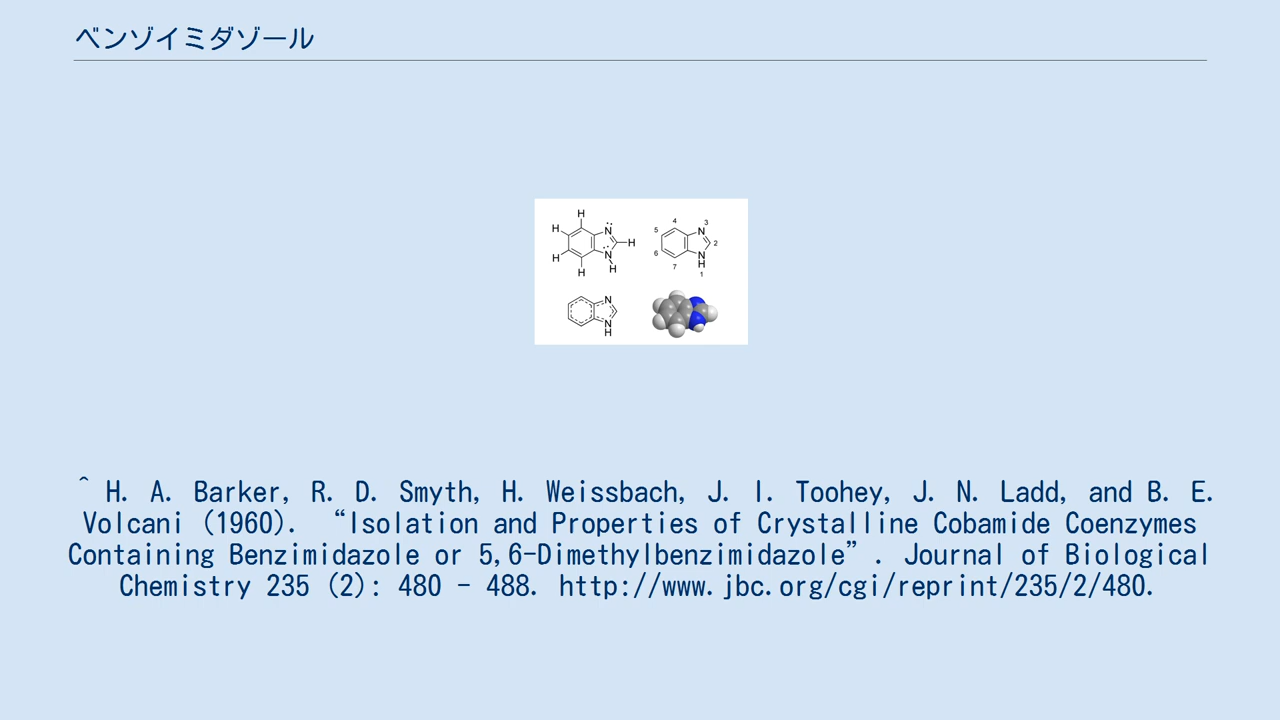 ベンゾイミダゾール
H
H
N
H
H
N
H
H
4
3
5
N
2
6
N
H
7
1
N
N
H
^ H. A. Barker, R. D. Smyth, H. Weissbach, J. I. Toohey, J. N. Ladd, and B. E.
Volcani (1960). “Isolation and Properties of Crystalline Cobamide Coenzymes
Containing Benzimidazole or 5,6-Dimethylbenzimidazole”. Journal of Biological
Chemistry 235 (2): 480 – 488. http://www.jbc.org/cgi/reprint/235/2/480.